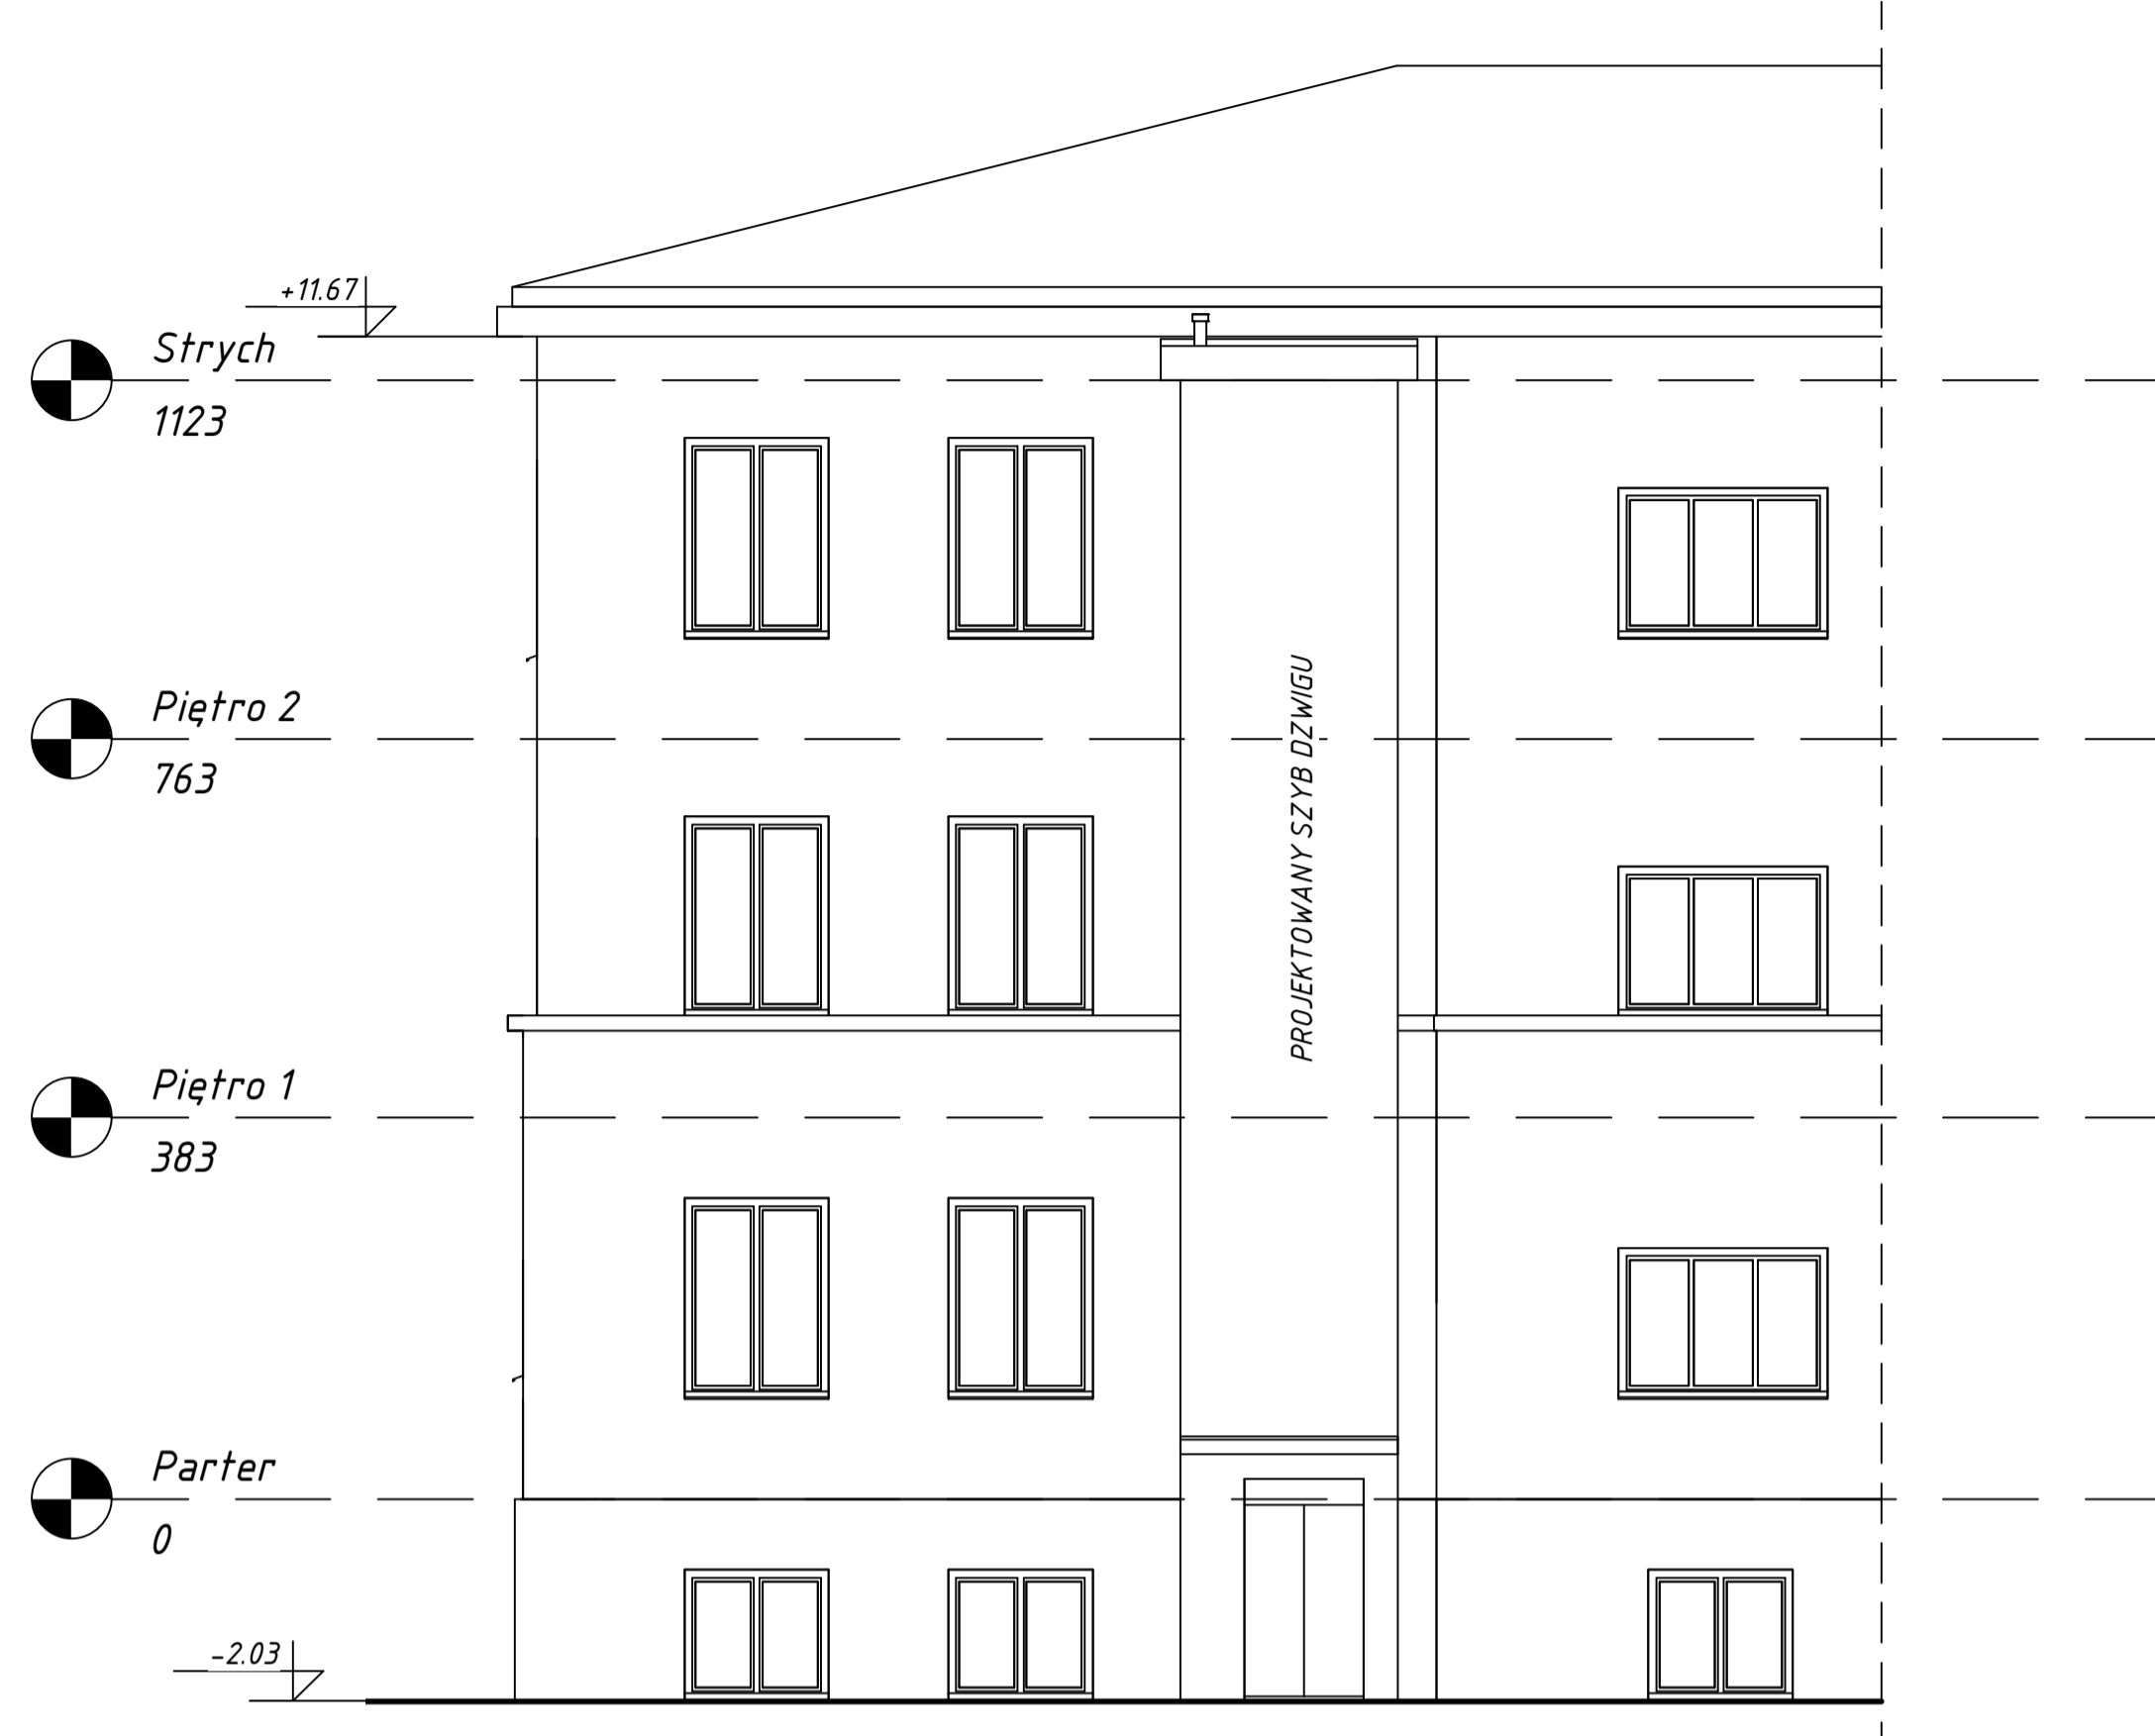 +11.67
Strych
1123
Piętro 2
763
PROJEKTOWANY SZYB DZWIGU
Piętro 1
383
Parter
0
-2.03